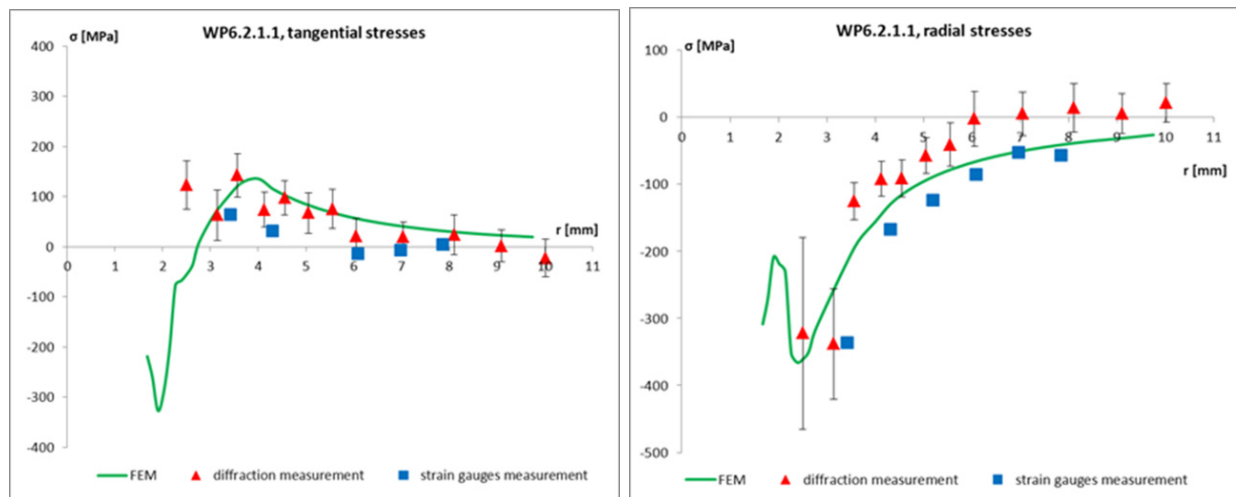 WP6.2.1.1, tangential stresses
σ [MPa]
400
300
200
100
0
-100
-200
-300
-400
0 1 2 3 4 5 6 7 8 9 10 11
r [mm]
FEM diffraction measurement strain gauges measurement
WP6.2.1.1, radial stresses
σ [MPa]
100
0
-100
-200
-300
-400
-500
0 1 2 3 4 5 6 7 8 9 10 11
r [mm]
FEM diffraction measurement strain gauges measurement